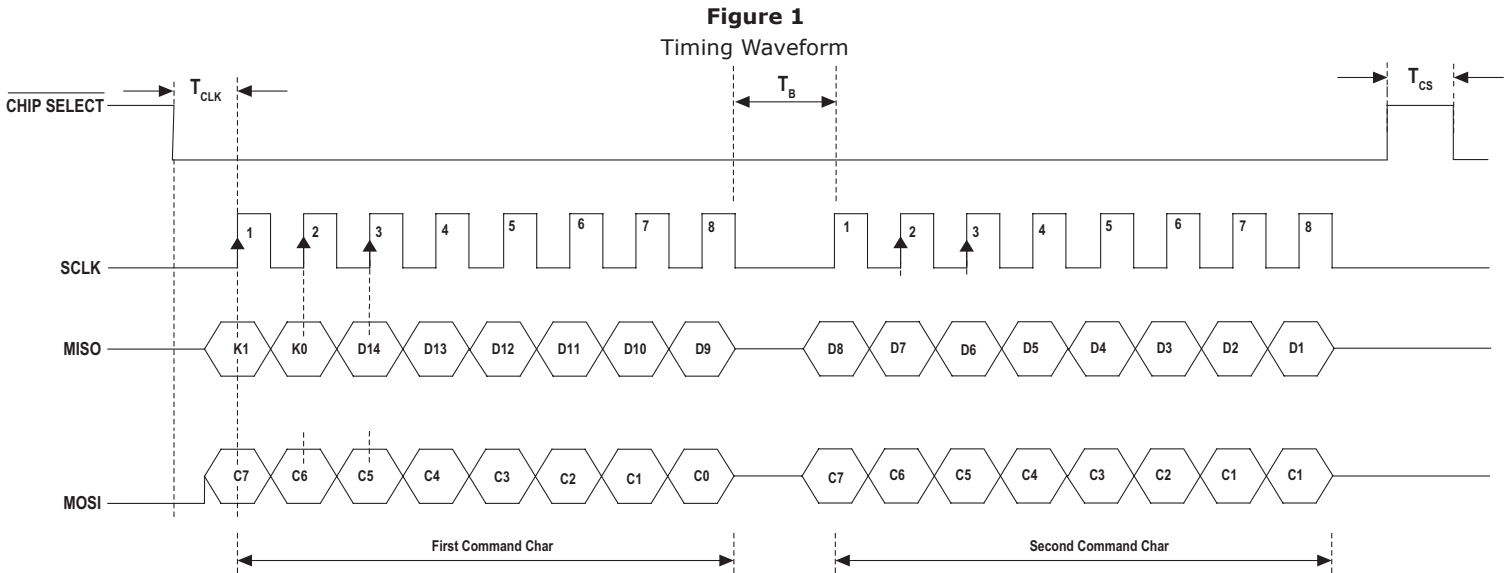 Figure 1
Timing Waveform
TCLK
TB
TCS
CHIP SELECT
SCLK
1 2 3 4 5 6 7 8 1 2 3 4 5 6 7 8
MISO
K1 K0 D14 D13 D12 D11 D10 D9 D8 D7 D6 D5 D4 D3 D2 D1
MOSI
C7 C6 C5 C4 C3 C2 C1 C0 C7 C6 C5 C4 C3 C2 C1 C1
First Command Char
Second Command Char